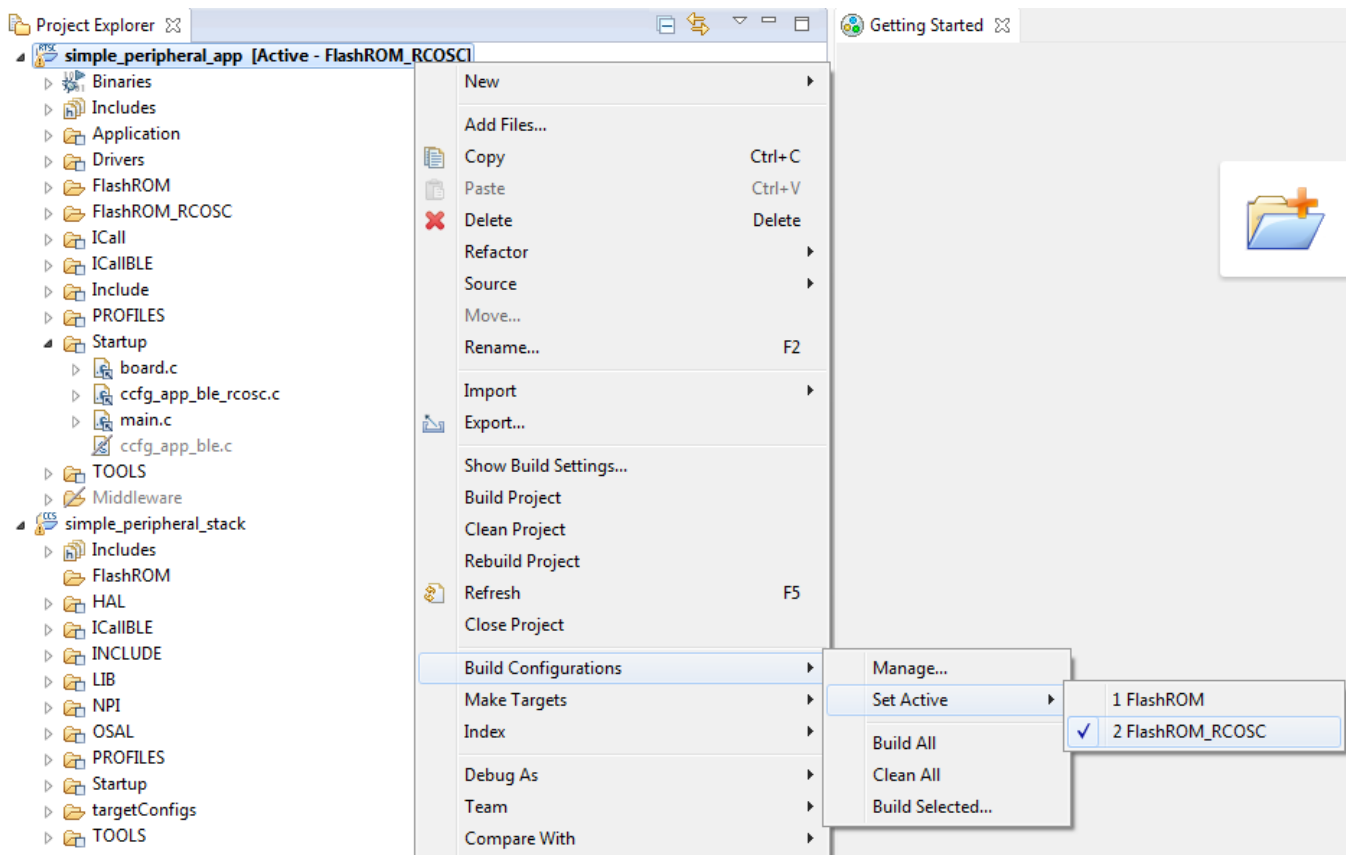 Project Explorer
simple_peripheral_app [Active - FlashROM_RCOSC]
Binaries
Includes
Application
Drivers
FlashROM
FlashROM_RCOSC
ICall
ICallBLE
Include
PROFILES
Startup
board.c
ccfg_app_ble_rcosc.c
main.c
ccfg_app_ble.c
TOOLS
Middleware
simple_peripheral_stack
Includes
FlashROM
HAL
ICallBLE
INCLUDE
LIB
NPI
OSAL
PROFILES
Startup
targetConfigs
TOOLS
New
Add Files...
Copy Ctrl+C
Paste Ctrl+V
Delete Delete
Refactor
Source
Move...
Rename... F2
Import
Export...
Show Build Settings...
Build Project
Clean Project
Rebuild Project
Refresh F5
Close Project
Build Configurations
Make Targets
Index
Debug As
Team
Compare With
Manage...
Set Active
Build All
Clean All
Build Selected...
1 FlashROM
2 FlashROM_RCOSC
Getting Started